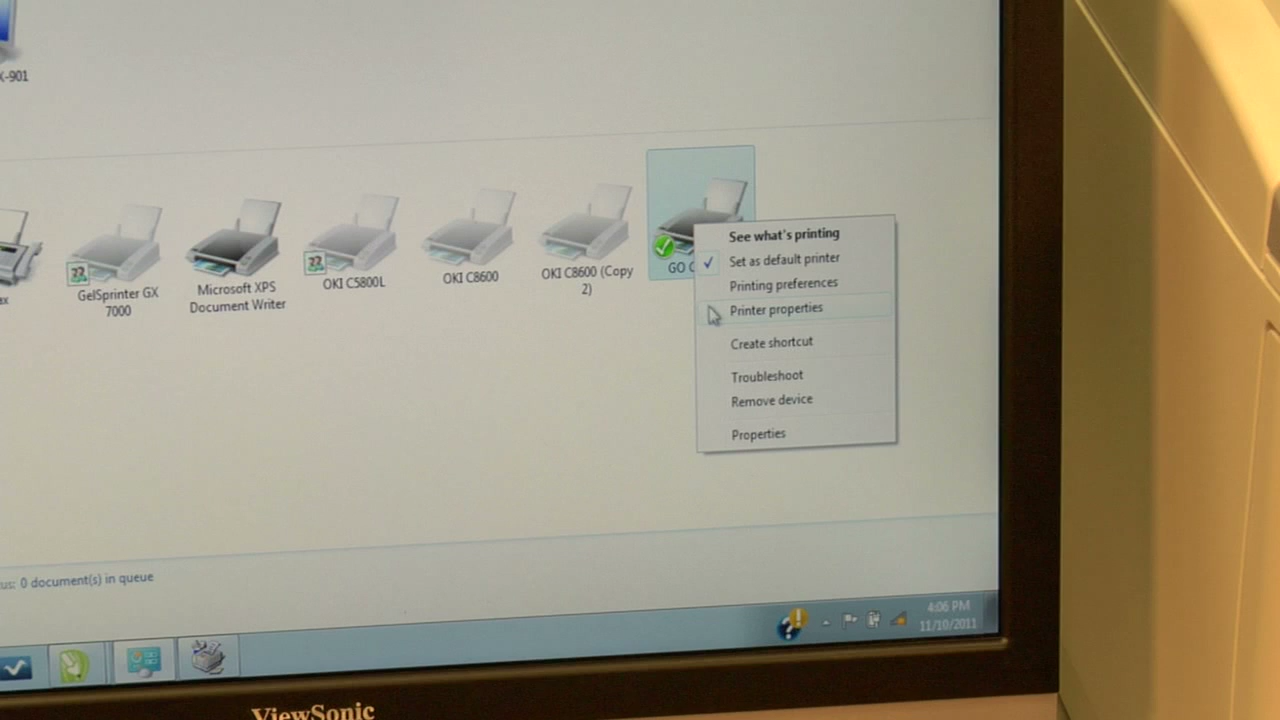 X-901
GelSprinter GX
7000
Microsoft XPS
Document Writer
OKI C5800L
OKI C8600
OKI C8600 (Copy
2)
GO
See what's printing
Set as default printer
Printing preferences
Printer properties
Create shortcut
Troubleshoot
Remove device
Properties
0 document(s) in queue
4:06 PM
11/10/2011
ViewSonic